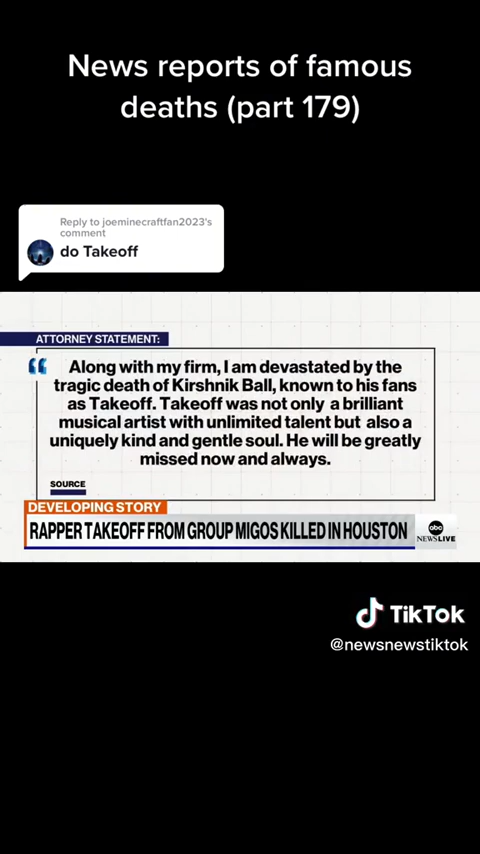 News reports of famous
deaths (part 179)
Reply to joeminecraftfan2023's
comment
do Takeoff
ATTORNEY STATEMENT:
“ Along with my firm, I am devastated by the
tragic death of Kirshnik Ball, known to his fans
as Takeoff. Takeoff was not only a brilliant
musical artist with unlimited talent but also a
uniquely kind and gentle soul. He will be greatly
missed now and always.
SOURCE
DEVELOPING STORY
RAPPER TAKEOFF FROM GROUP MIGOS KILLED IN HOUSTON
abc
NEWS LIVE
TikTok
@newsnewstiktok